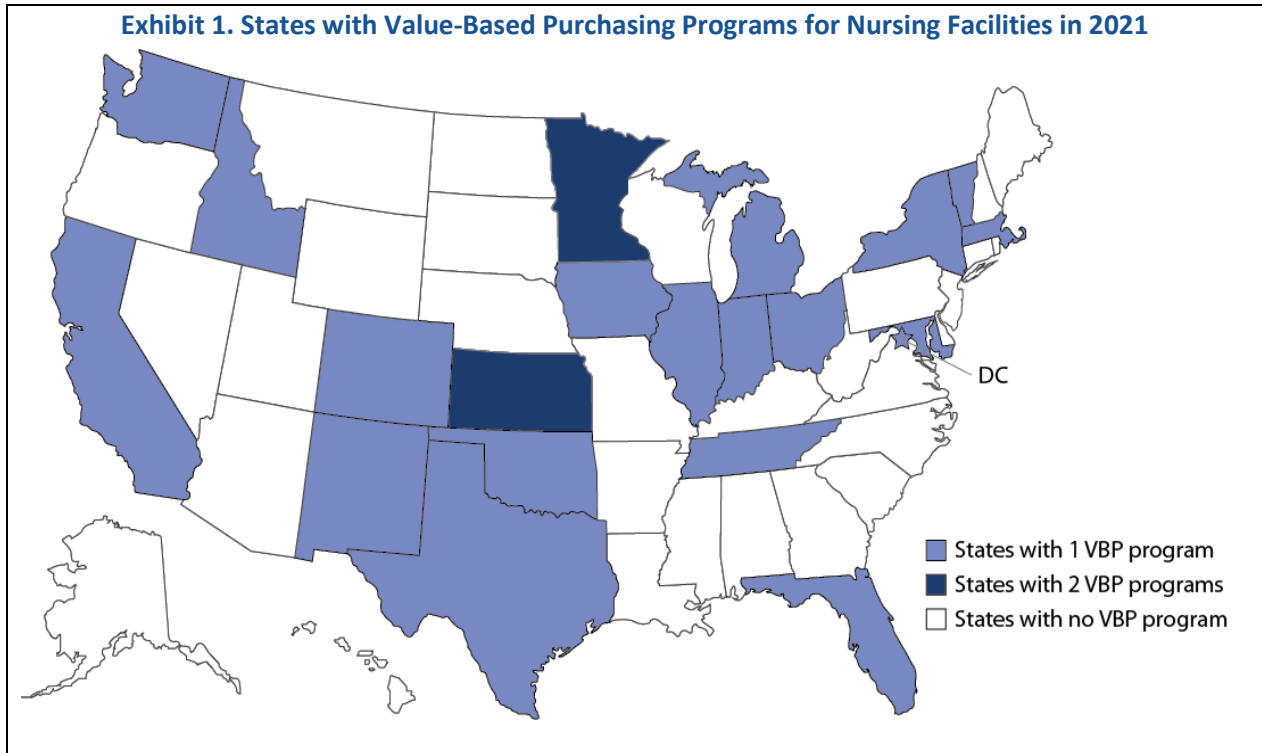 Exhibit 1. States with Value-Based Purchasing Programs for Nursing Facilities in 2021
DC
States with 1 VBP program
States with 2 VBP programs
States with no VBP program